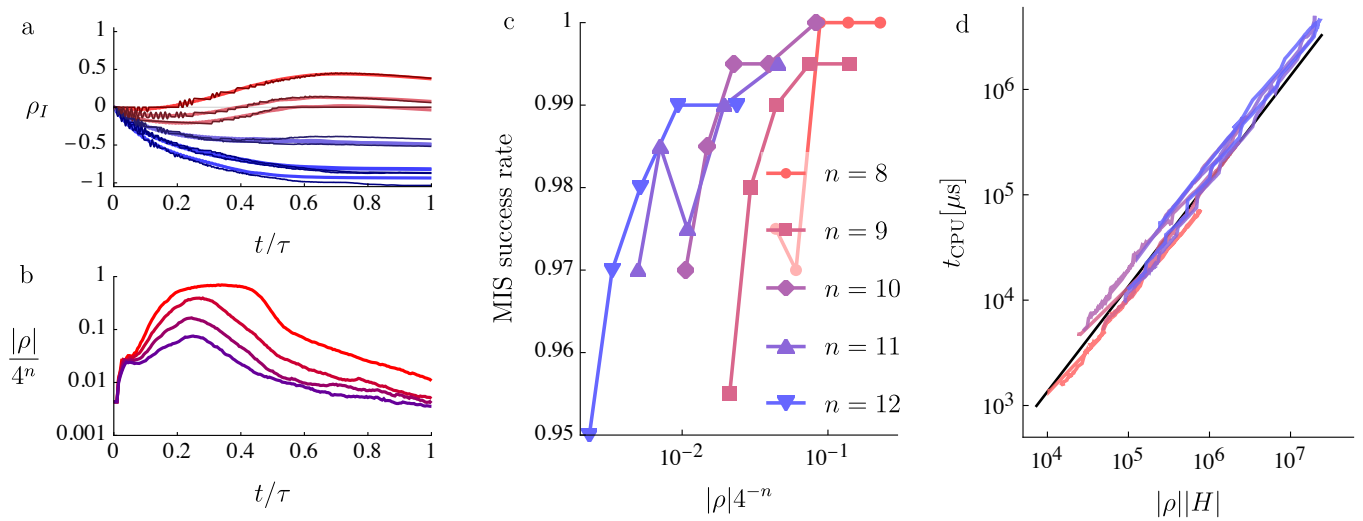 a
1
0.5
0
−0.5
−1
ρ_I
0 0.2 0.4 0.6 0.8 1
t/τ
b
1
0.1
0.01
0.001
|ρ|
4^n
0 0.2 0.4 0.6 0.8 1
t/τ
c
1
0.99
0.98
0.97
0.96
0.95
MIS success rate
n = 8
n = 9
n = 10
n = 11
n = 12
10^−2 10^−1
|ρ|4^−n
d
10^6
10^5
10^4
10^3
t_CPU[μs]
10^4 10^5 10^6 10^7
|ρ||H|